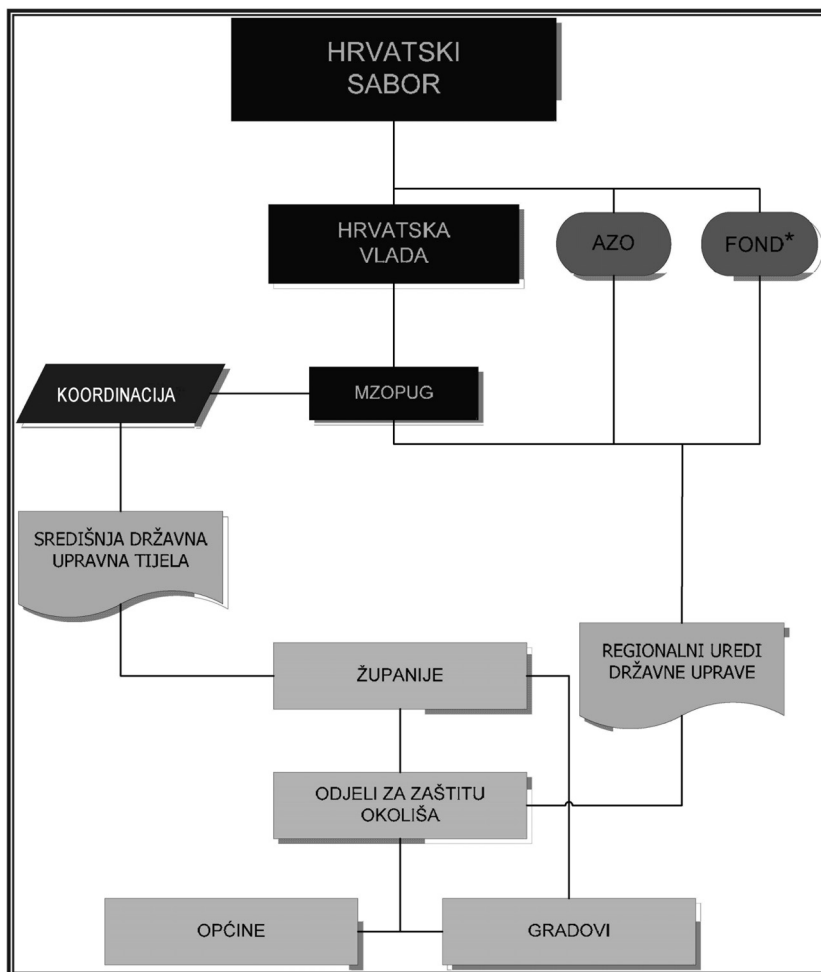 HRVATSKI
SABOR
HRVATSKA
VLADA
AZO
FOND*
KOORDINACIJA
MZOPUG
SREDIŠNJA DRŽAVNA
UPRAVNA TIJELA
ŽUPANIJE
REGIONALNI UREDI
DRŽAVNE UPRAVE
ODJELI ZA ZAŠTITU
OKOLIŠA
OPĆINE
GRADOVI